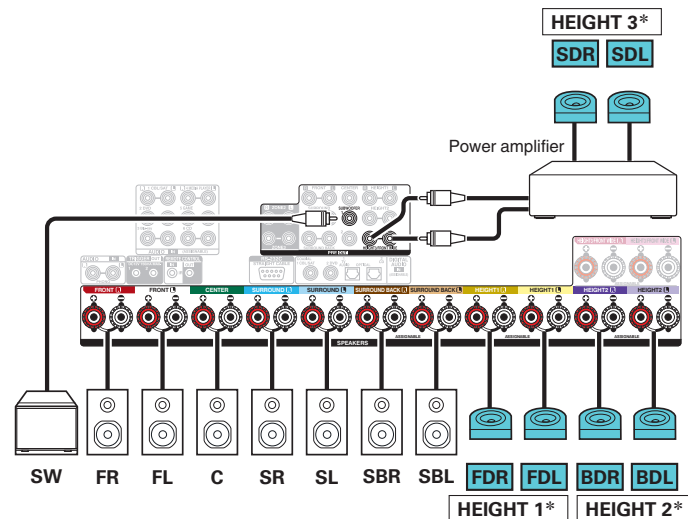 HEIGHT 3*
SDR SDL
Power amplifier
SUBWOOFER
FRONT R FRONT L CENTER SURROUND R SURROUND L SURROUND BACK R SURROUND BACK L HEIGHT1 R HEIGHT1 L HEIGHT2 R HEIGHT2 L
ASSIGNABLE ASSIGNABLE ASSIGNABLE
SPEAKERS
SW FR FL C SR SL SBR SBL FDR FDL BDR BDL
HEIGHT 1* HEIGHT 2*